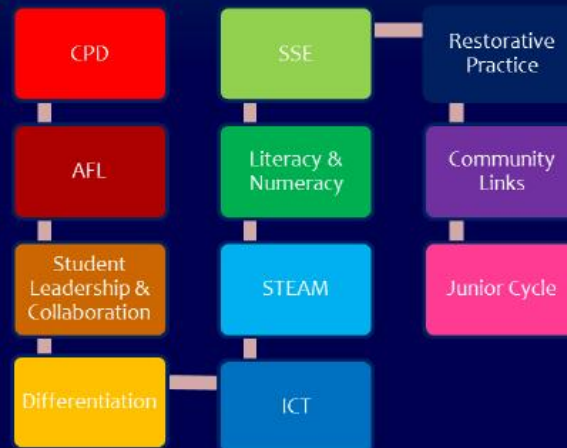 CPD
AFL
Student
Leadership &
Collaboration
Differentiation
ICT
STEAM
Literacy &
Numeracy
SSE
Restorative
Practice
Community
Links
Junior Cycle